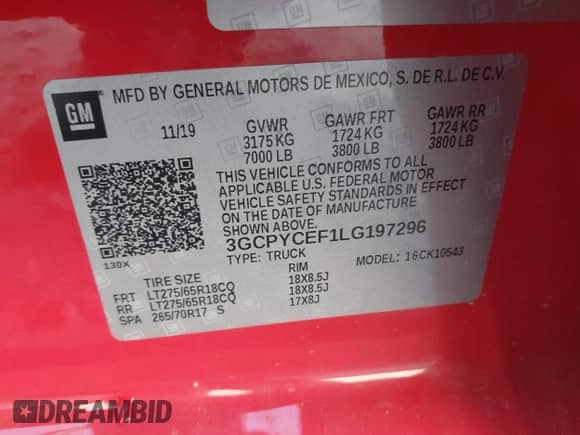 GM
MFD BY GENERAL MOTORS DE MEXICO, S. DE R.L. DE C.V.
11/19 GVWR GAWR FRT GAWR RR
3175 KG 1724 KG 1724 KG
7000 LB 3800 LB 3800 LB
THIS VEHICLE CONFORMS TO ALL
APPLICABLE U.S. FEDERAL MOTOR
VEHICLE SAFETY STANDARDS IN EFFECT
ON THE DATE OF MANUFACTURE SHOWN ABOVE.
3GCPYCEF1LG197296
TYPE: TRUCK MODEL: 16CK10543
130X
TIRE SIZE RIM
FRT LT275/65R18CQ 18X8.5J
RR LT275/65R18CQ 18X8.5J
SPA 265/70R17 S 17X8J
DREAMBID